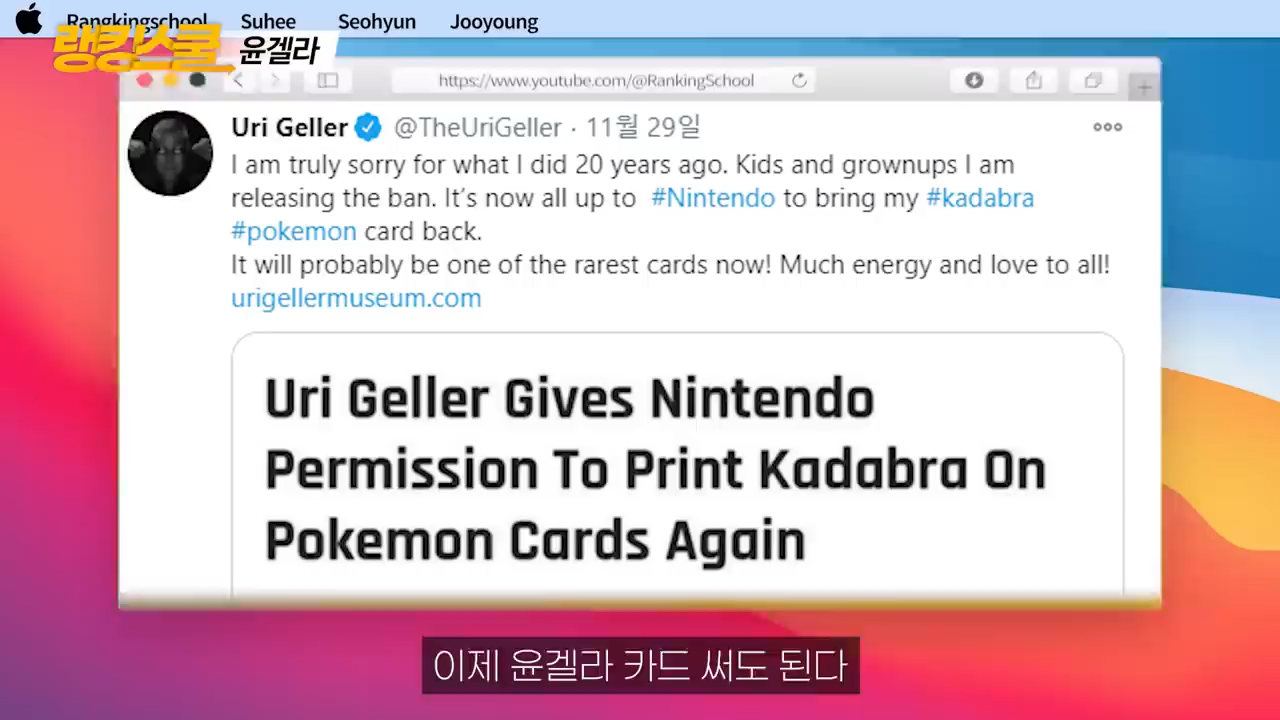 Rangkingschool Suhee Seohyun Jooyoung
랭킹스쿨 윤겔라
https://www.youtube.com/@RankingSchool
Uri Geller @TheUriGeller · 11월 29일
I am truly sorry for what I did 20 years ago. Kids and grownups I am
releasing the ban. It’s now all up to #Nintendo to bring my #kadabra
#pokemon card back.
It will probably be one of the rarest cards now! Much energy and love to all!
urigellermuseum.com
Uri Geller Gives Nintendo
Permission To Print Kadabra On
Pokemon Cards Again
이제 윤겔라 카드 써도 된다